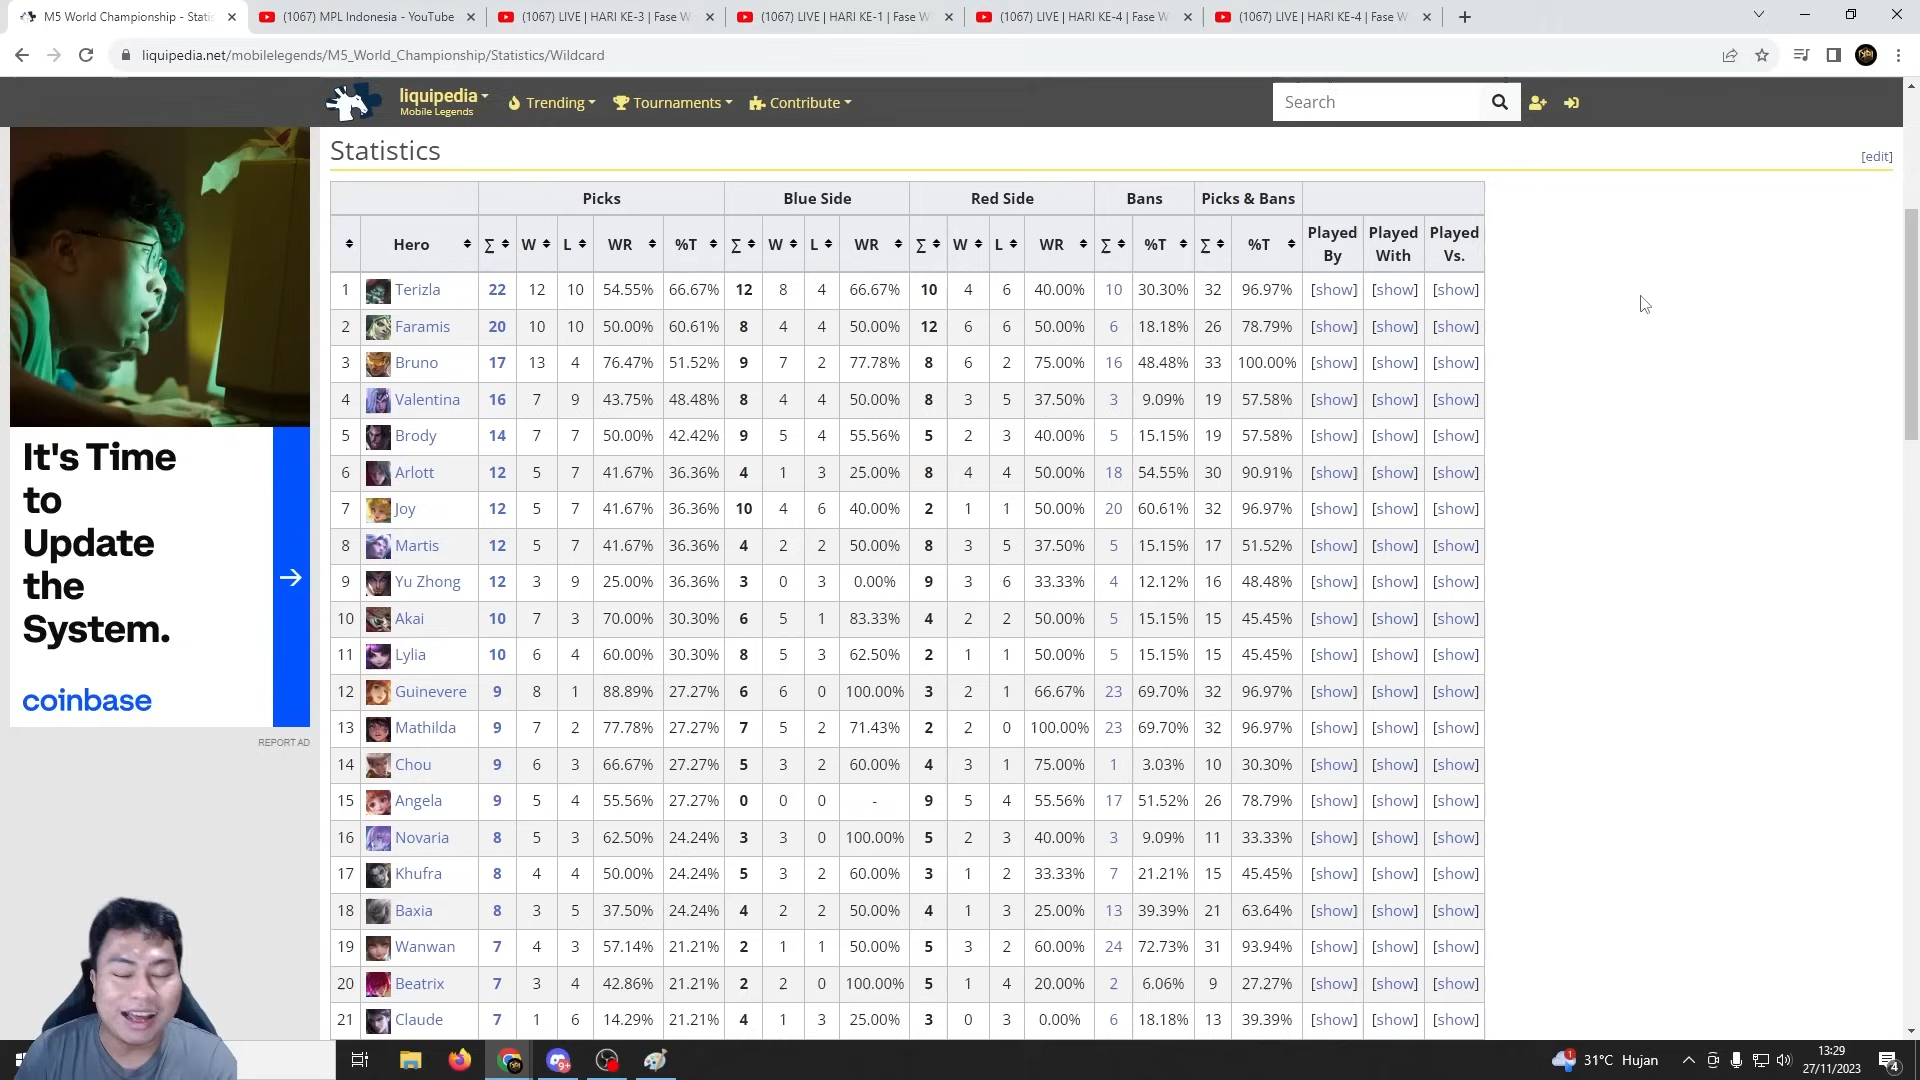 M5 World Championship - Statis
(1067) MPL Indonesia - YouTube
(1067) LIVE | HARI KE-3 | Fase W
(1067) LIVE | HARI KE-1 | Fase W
(1067) LIVE | HARI KE-4 | Fase W
(1067) LIVE | HARI KE-4 | Fase W
liquipedia.net/mobilelegends/M5_World_Championship/Statistics/Wildcard
liquipedia
Mobile Legends
Trending
Tournaments
Contribute
Search
Statistics
[edit]
Picks Blue Side Red Side Bans Picks & Bans
Hero ∑ W L WR %T ∑ W L WR ∑ W L WR ∑ %T ∑ %T Played By Played With Played Vs.
1 Terizla 22 12 10 54.55% 66.67% 12 8 4 66.67% 10 4 6 40.00% 10 30.30% 32 96.97% [show] [show] [show]
2 Faramis 20 10 10 50.00% 60.61% 8 4 4 50.00% 12 6 6 50.00% 6 18.18% 26 78.79% [show] [show] [show]
3 Bruno 17 13 4 76.47% 51.52% 9 7 2 77.78% 8 6 2 75.00% 16 48.48% 33 100.00% [show] [show] [show]
4 Valentina 16 7 9 43.75% 48.48% 8 4 4 50.00% 8 3 5 37.50% 3 9.09% 19 57.58% [show] [show] [show]
5 Brody 14 7 7 50.00% 42.42% 9 5 4 55.56% 5 2 3 40.00% 5 15.15% 19 57.58% [show] [show] [show]
6 Arlott 12 5 7 41.67% 36.36% 4 1 3 25.00% 8 4 4 50.00% 18 54.55% 30 90.91% [show] [show] [show]
7 Joy 12 5 7 41.67% 36.36% 10 4 6 40.00% 2 1 1 50.00% 20 60.61% 32 96.97% [show] [show] [show]
8 Martis 12 5 7 41.67% 36.36% 4 2 2 50.00% 8 3 5 37.50% 5 15.15% 17 51.52% [show] [show] [show]
9 Yu Zhong 12 3 9 25.00% 36.36% 3 0 3 0.00% 9 3 6 33.33% 4 12.12% 16 48.48% [show] [show] [show]
10 Akai 10 7 3 70.00% 30.30% 6 5 1 83.33% 4 2 2 50.00% 5 15.15% 15 45.45% [show] [show] [show]
11 Lylia 10 6 4 60.00% 30.30% 8 5 3 62.50% 2 1 1 50.00% 5 15.15% 15 45.45% [show] [show] [show]
12 Guinevere 9 8 1 88.89% 27.27% 6 6 0 100.00% 3 2 1 66.67% 23 69.70% 32 96.97% [show] [show] [show]
13 Mathilda 9 7 2 77.78% 27.27% 7 5 2 71.43% 2 2 0 100.00% 23 69.70% 32 96.97% [show] [show] [show]
14 Chou 9 6 3 66.67% 27.27% 5 3 2 60.00% 4 3 1 75.00% 1 3.03% 10 30.30% [show] [show] [show]
15 Angela 9 5 4 55.56% 27.27% 0 0 0 - 9 5 4 55.56% 17 51.52% 26 78.79% [show] [show] [show]
16 Novaria 8 5 3 62.50% 24.24% 3 3 0 100.00% 5 2 3 40.00% 3 9.09% 11 33.33% [show] [show] [show]
17 Khufra 8 4 4 50.00% 24.24% 5 3 2 60.00% 3 1 2 33.33% 7 21.21% 15 45.45% [show] [show] [show]
18 Baxia 8 3 5 37.50% 24.24% 4 2 2 50.00% 4 1 3 25.00% 13 39.39% 21 63.64% [show] [show] [show]
19 Wanwan 7 4 3 57.14% 21.21% 2 1 1 50.00% 5 3 2 60.00% 24 72.73% 31 93.94% [show] [show] [show]
20 Beatrix 7 3 4 42.86% 21.21% 2 2 0 100.00% 5 1 4 20.00% 2 6.06% 9 27.27% [show] [show] [show]
21 Claude 7 1 6 14.29% 21.21% 4 1 3 25.00% 3 0 3 0.00% 6 18.18% 13 39.39% [show] [show] [show]
It's Time
to
Update
the
System.
coinbase
REPORT AD
9+
1
31°C Hujan
13:29
27/11/2023
4